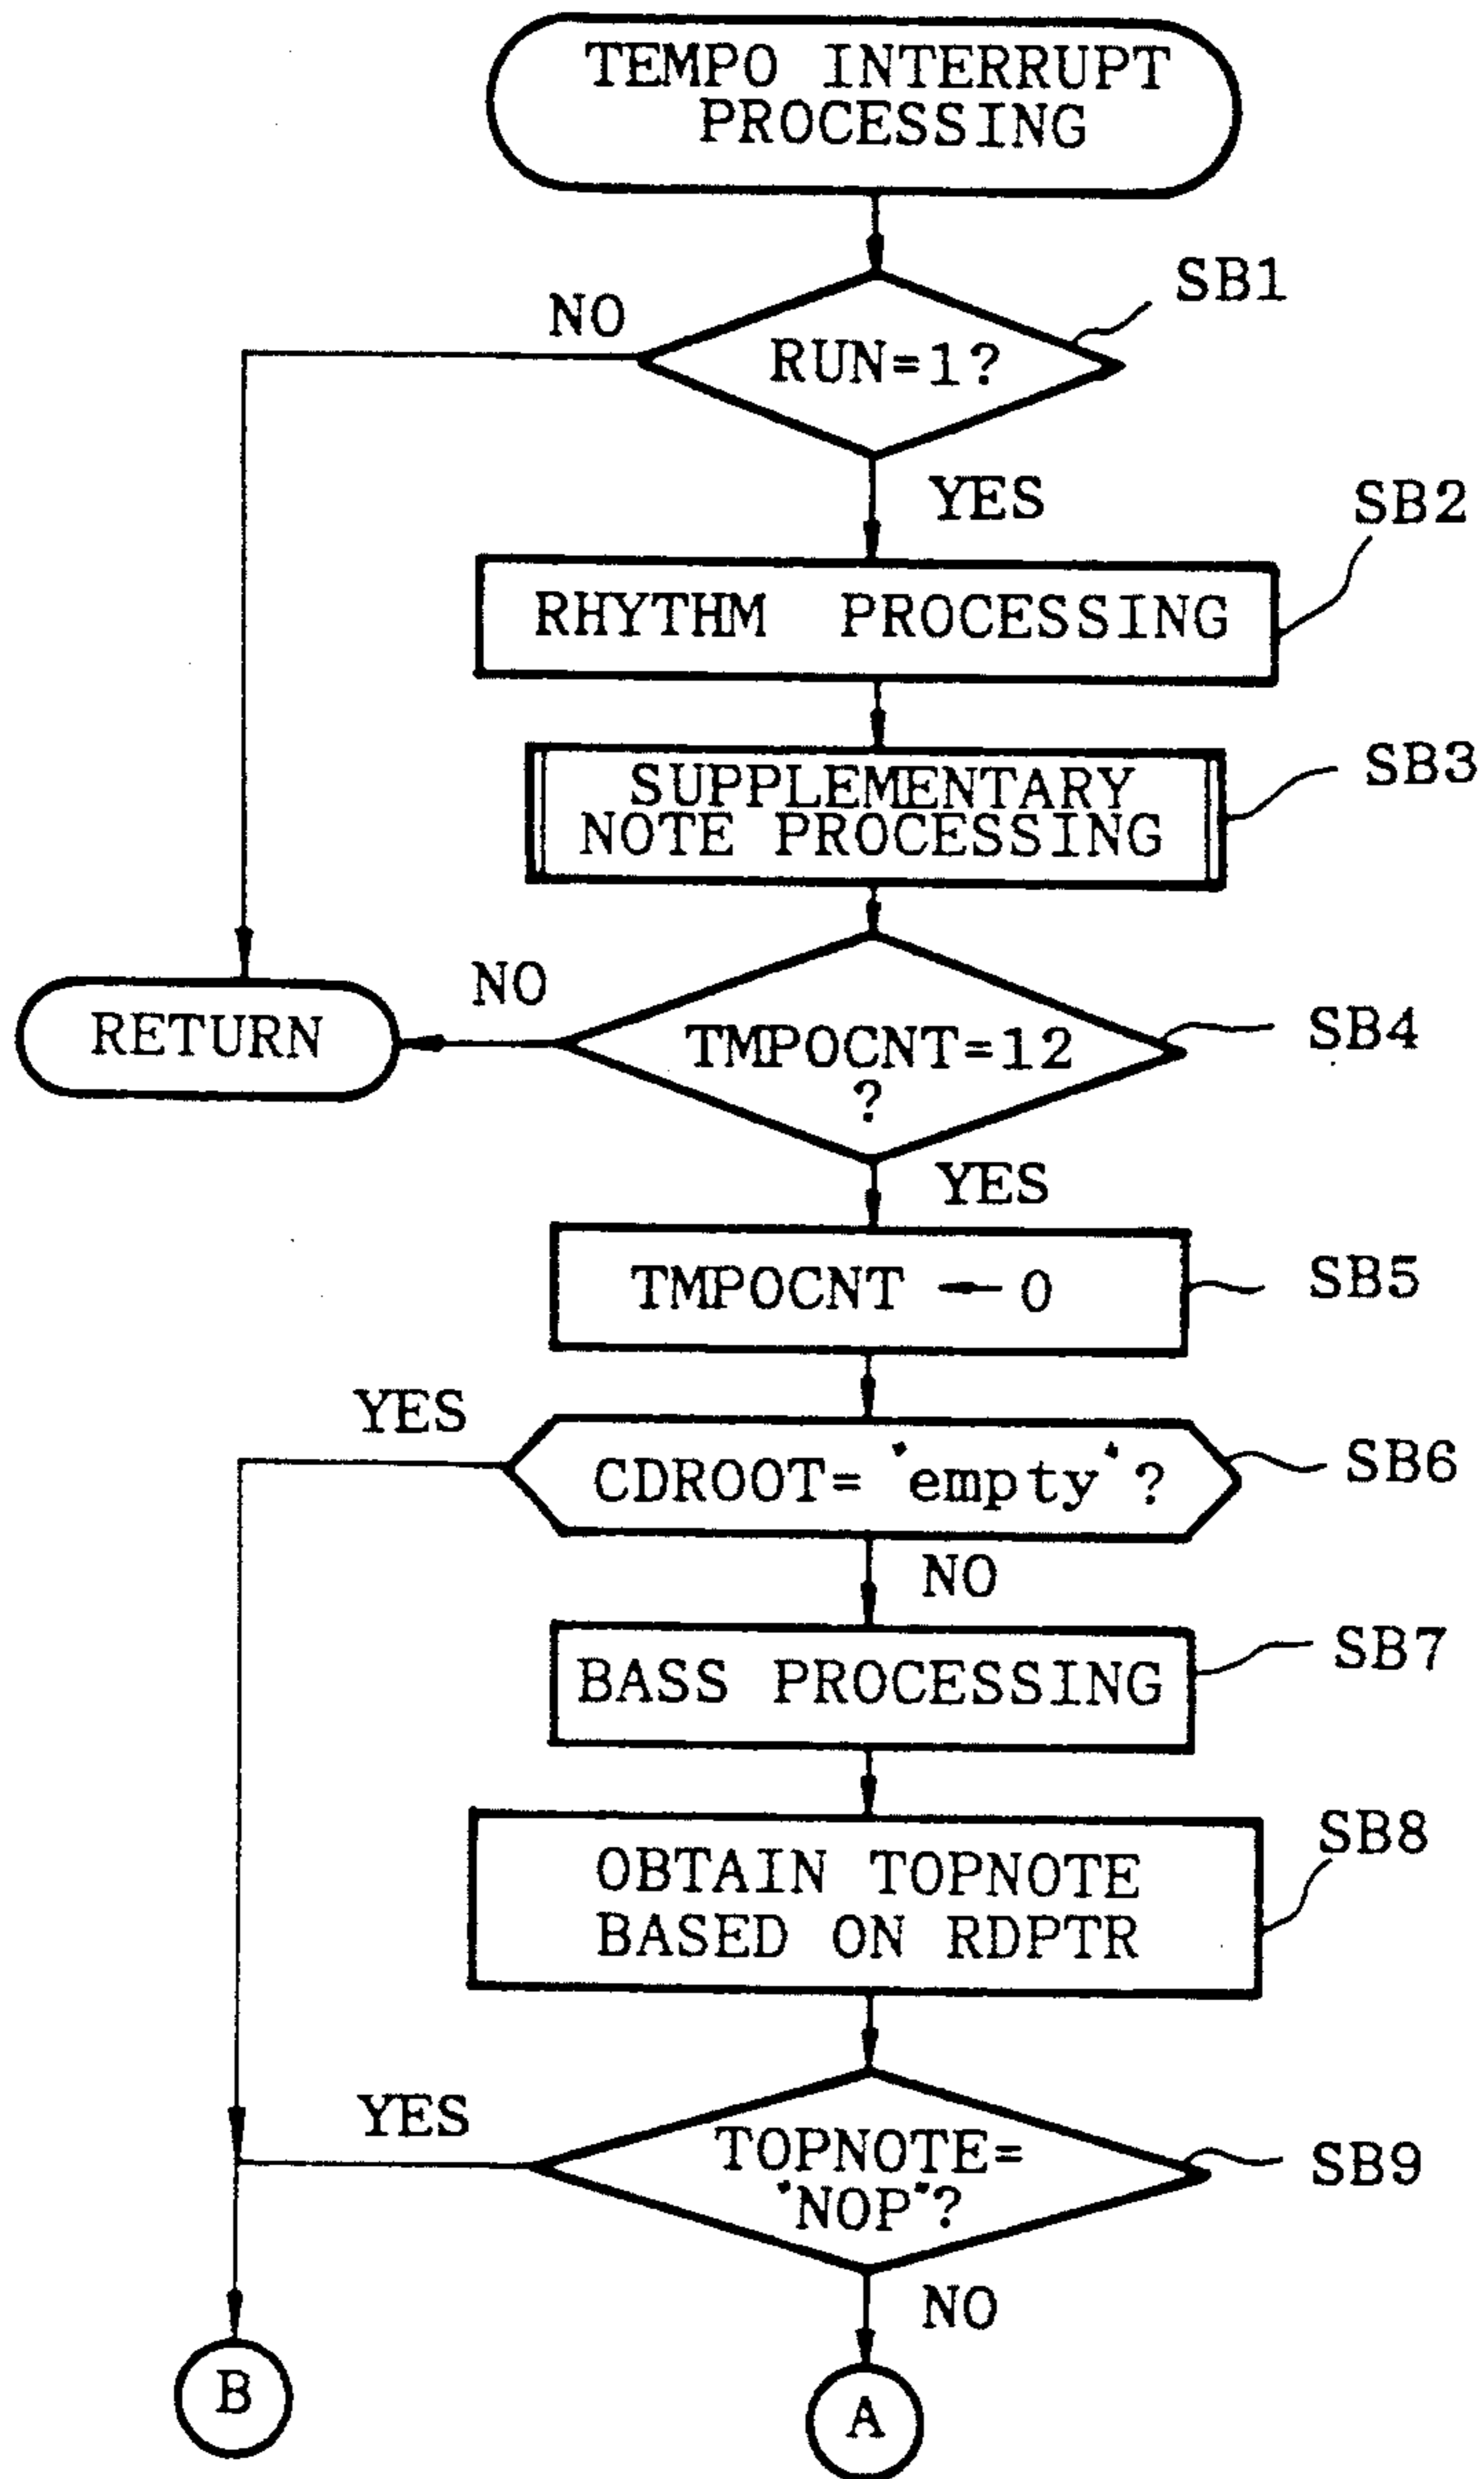 TEMPO INTERRUPT
PROCESSING
SB1
NO
RUN=1?
YES
SB2
RHYTHM PROCESSING
SB3
SUPPLEMENTARY
NOTE PROCESSING
NO
RETURN
TMPOCNT=12
?
SB4
YES
TMPOCNT ← 0
SB5
YES
CDROOT= "empty"?
SB6
NO
BASS PROCESSING
SB7
SB8
OBTAIN TOPNOTE
BASED ON RDPTR
YES
TOPNOTE=
"NOP"?
SB9
NO
B
A